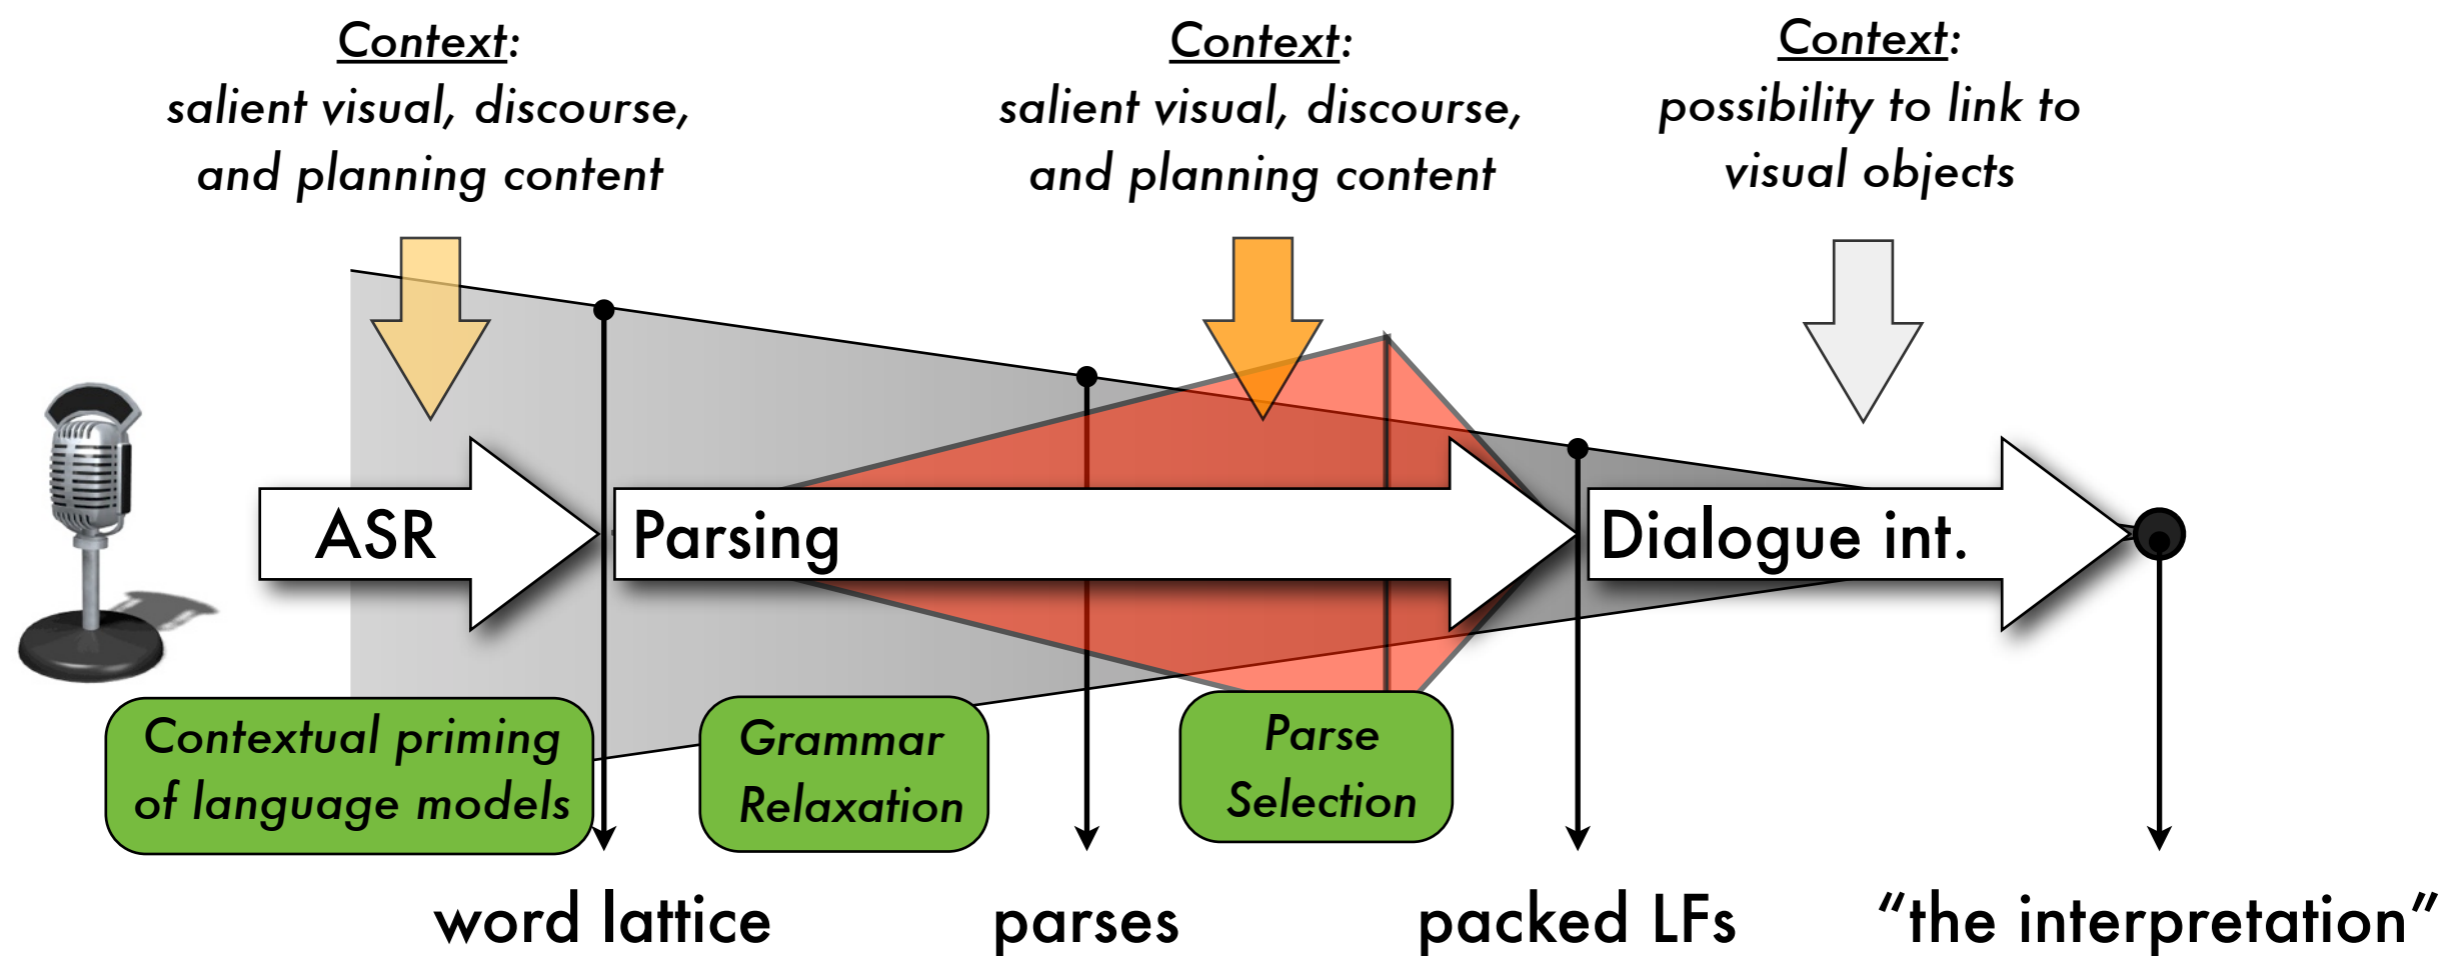 Context:
salient visual, discourse,
and planning content
Context:
salient visual, discourse,
and planning content
Context:
possibility to link to
visual objects
ASR
Parsing
Dialogue int.
Contextual priming
of language models
Grammar
Relaxation
Parse
Selection
word lattice
parses
packed LFs
“the interpretation”